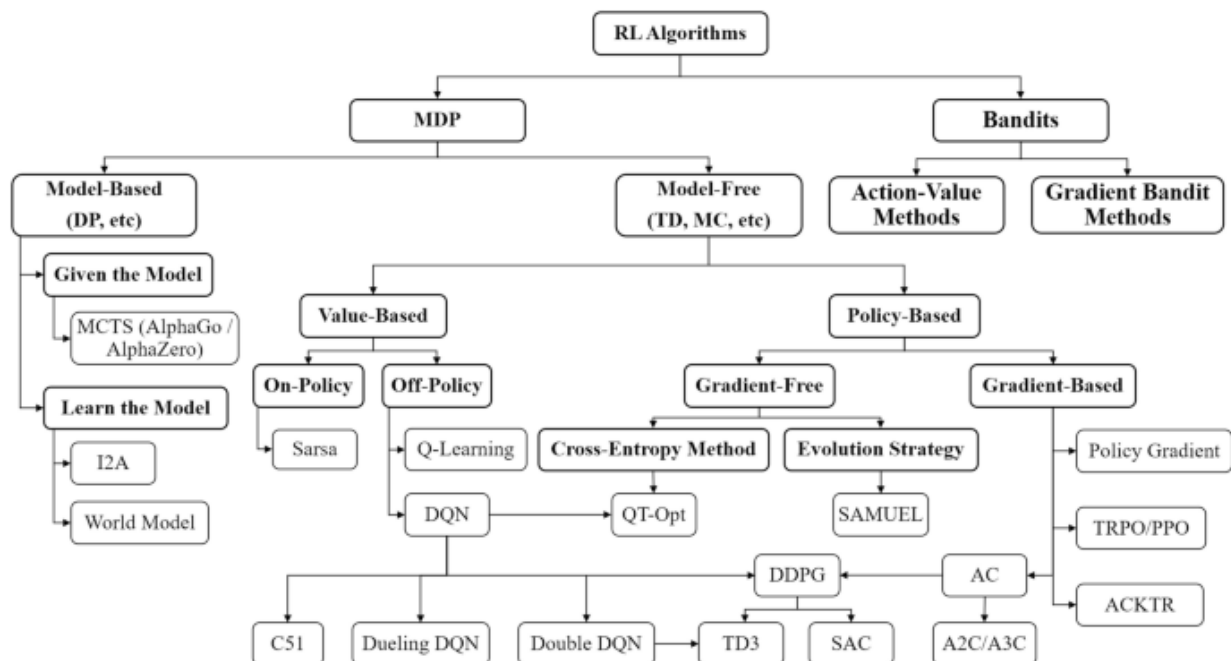 RL Algorithms
MDP
Bandits
Model-Based
(DP, etc)
Model-Free
(TD, MC, etc)
Action-Value
Methods
Gradient Bandit
Methods
Given the Model
MCTS (AlphaGo /
AlphaZero)
Value-Based
Policy-Based
On-Policy
Off-Policy
Gradient-Free
Gradient-Based
Learn the Model
Sarsa
Q-Learning
Cross-Entropy Method
Evolution Strategy
Policy Gradient
I2A
World Model
DQN
QT-Opt
SAMUEL
TRPO/PPO
DDPG
AC
ACKTR
C51
Dueling DQN
Double DQN
TD3
SAC
A2C/A3C